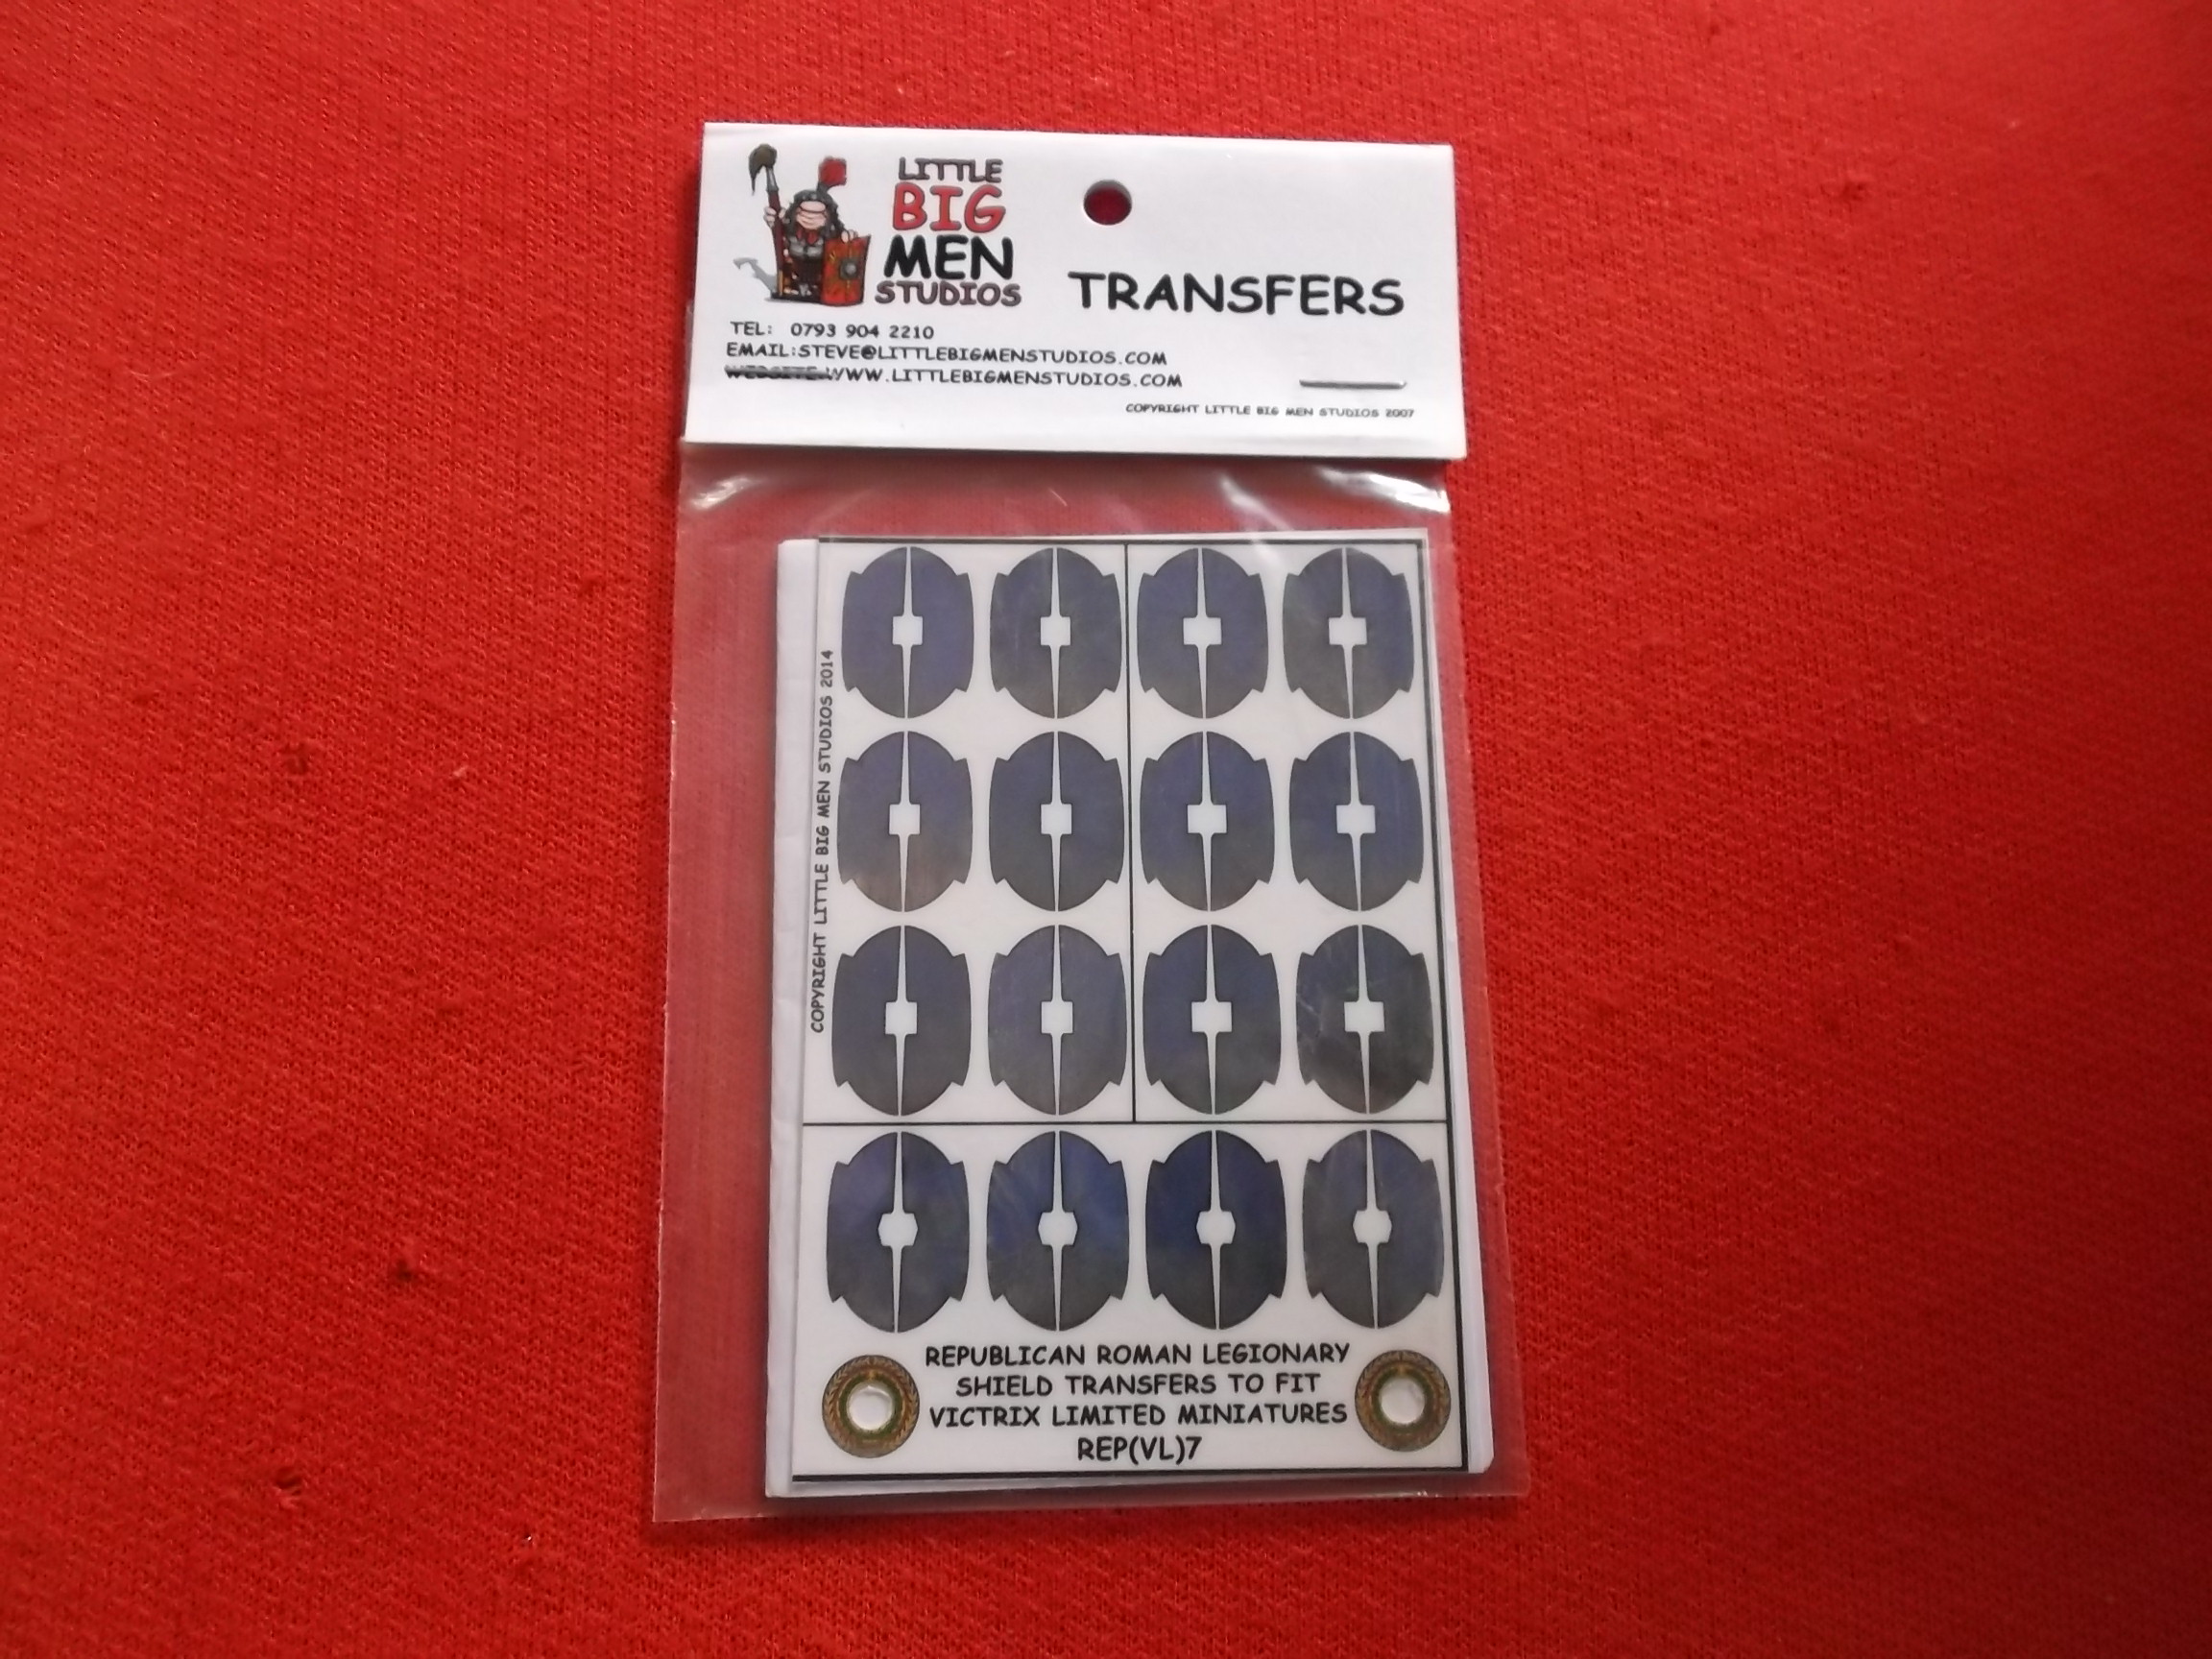 LITTLE
BIG
MEN
STUDIOS
TRANSFERS
TEL: 0793 904 2210
EMAIL:STEVE@LITTLEBIGMENSTUDIOS.COM
WEBSITE:WWW.LITTLEBIGMENSTUDIOS.COM
COPYRIGHT LITTLE BIG MEN STUDIOS 2007
COPYRIGHT LITTLE BIG MEN STUDIOS 2014
REPUBLICAN ROMAN LEGIONARY
SHIELD TRANSFERS TO FIT
VICTRIX LIMITED MINIATURES
REP(VL)7